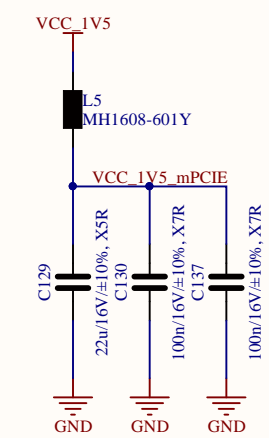 VCC_1V5
L5
MH1608-601Y
VCC_1V5_mPCIE
C129
22u/16V/±10%, X5R
C130
100n/16V/±10%, X7R
C137
100n/16V/±10%, X7R
GND
GND
GND